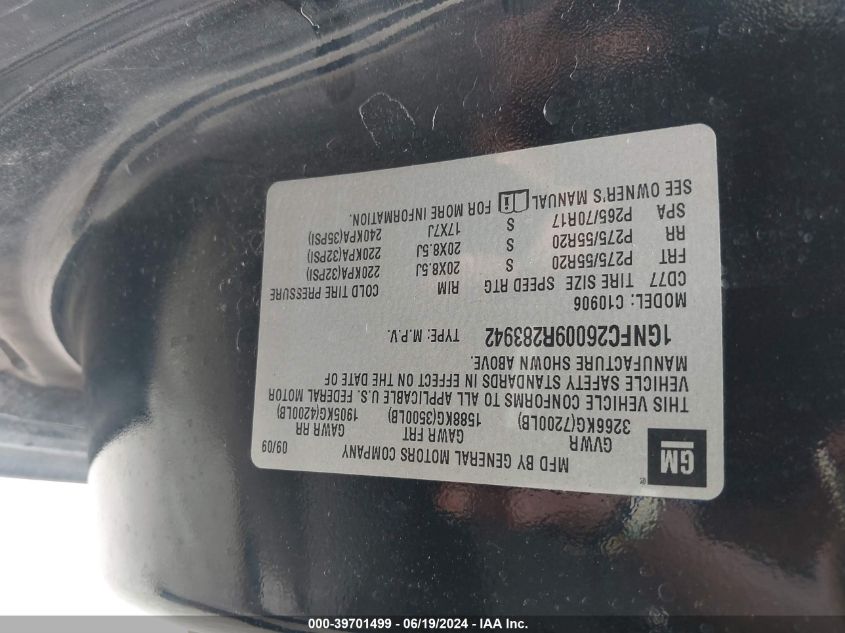 MFD BY GENERAL MOTORS COMPANY
09/09
GM
GVWR GAWR FRT GAWR RR
3266KG(7200LB) 1588KG(3500LB) 1905KG(4200LB)
THIS VEHICLE CONFORMS TO ALL APPLICABLE U.S. FEDERAL MOTOR
VEHICLE SAFETY STANDARDS IN EFFECT ON THE DATE OF
MANUFACTURE SHOWN ABOVE.
1GNFC26009R283942 TYPE: M.P.V.
MODEL: C10906
CD77 TIRE SIZE SPEED RTG RIM COLD TIRE PRESSURE
FRT P275/55R20 S 20X8.5J 220KPA(32PSI)
RR P275/55R20 S 20X8.5J 220KPA(32PSI)
SPA P265/70R17 S 17X7J 240KPA(35PSI)
SEE OWNER'S MANUAL FOR MORE INFORMATION.
000-39701499 - 06/19/2024 - IAA Inc.